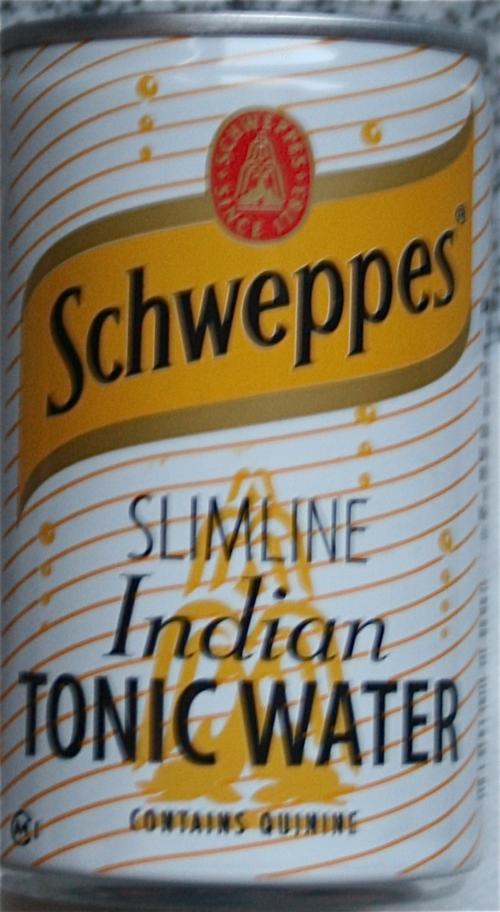 SCHWEPPES
SINCE 1783
Schweppes®
SLIMLINE
Indian
TONIC WATER
CONTAINS QUININE